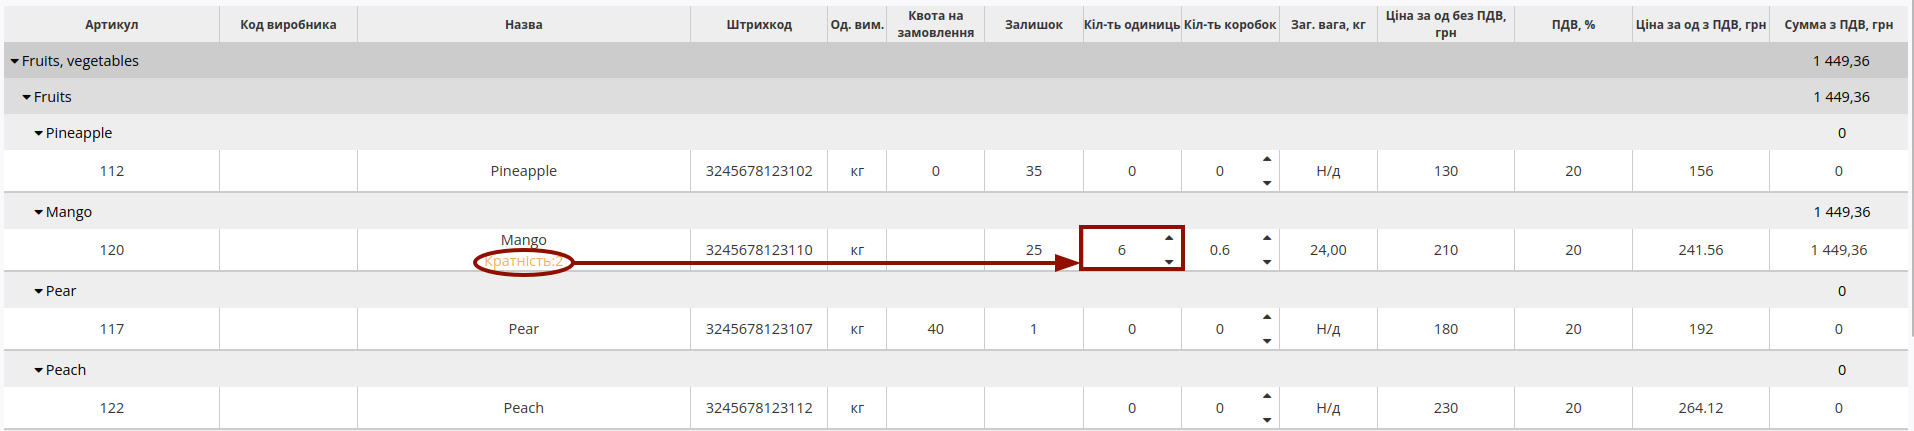 Артикул Код виробника Назва Штрихкод Од. вим. Квота на замовлення Залишок Кіл-ть одиниць Кіл-ть коробок Заг. вага, кг Ціна за од без ПДВ, грн ПДВ, % Ціна за од з ПДВ, грн Сумма з ПДВ, грн
Fruits, vegetables 1 449,36
Fruits 1 449,36
Pineapple 0
112 Pineapple 3245678123102 кг 0 35 0 0 Н/д 130 20 156 0
Mango 1 449,36
120 Mango 3245678123110 кг 25 6 0.6 24,00 210 20 241.56 1 449,36
Кратність:2
Pear 0
117 Pear 3245678123107 кг 40 1 0 0 Н/д 180 20 192 0
Peach 0
122 Peach 3245678123112 кг 0 0 Н/д 230 20 264.12 0